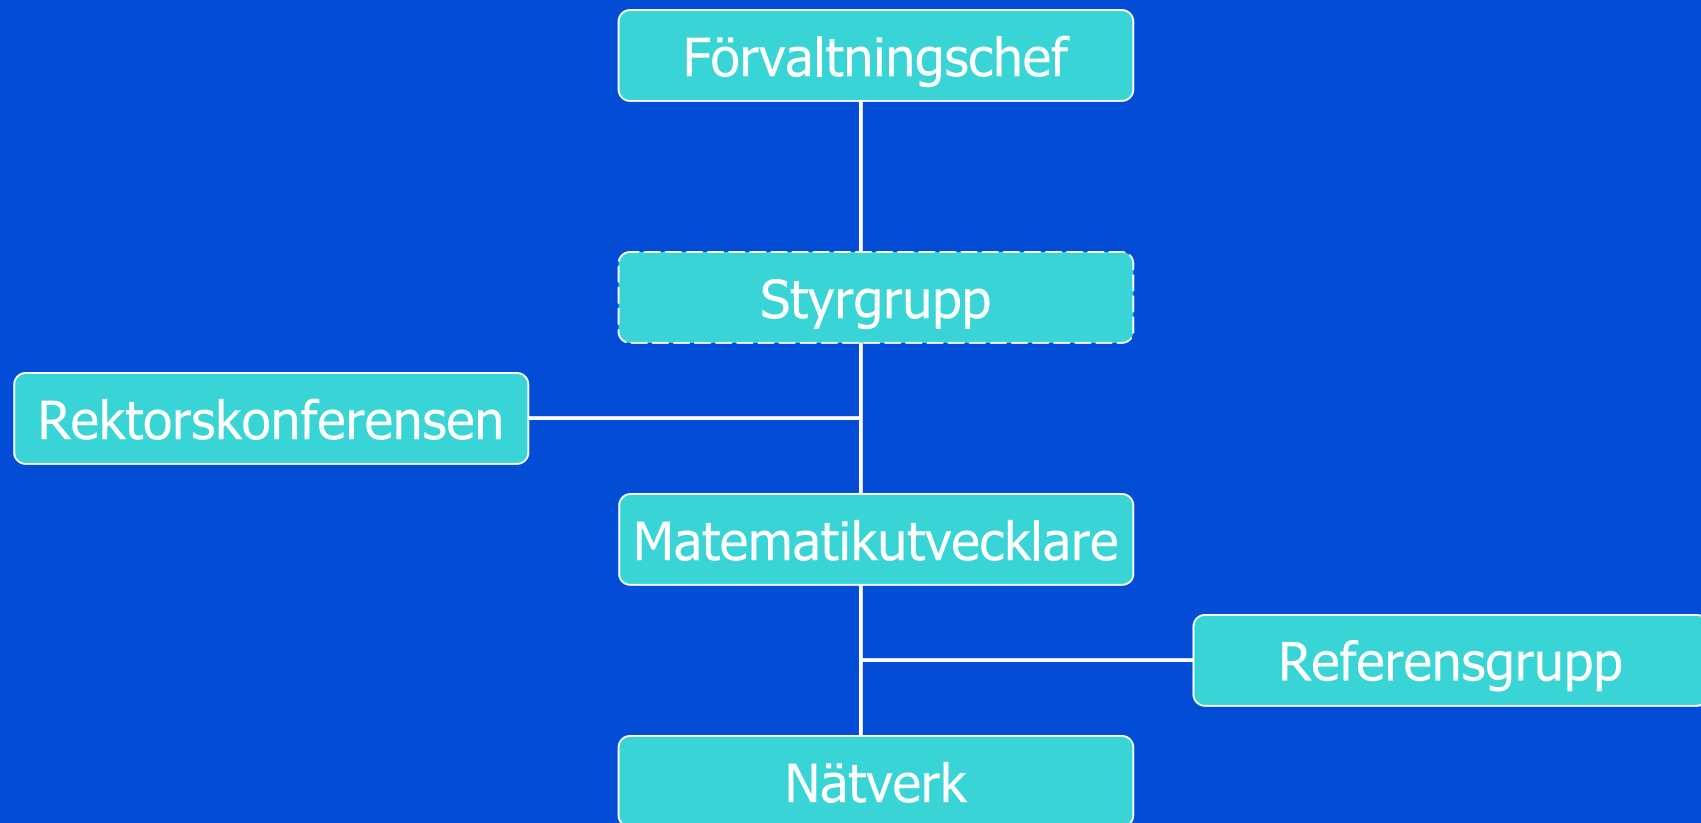 Förvaltningschef
Styrgrupp
Rektorskonferensen
Matematikutvecklare
Referensgrupp
Nätverk